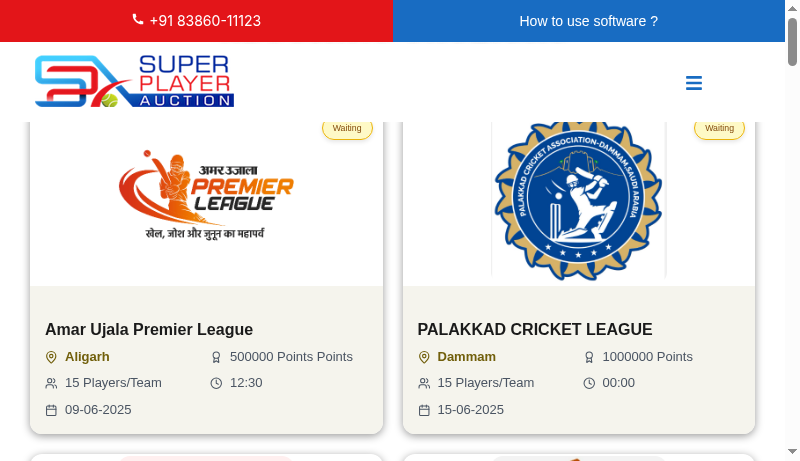 +91 83860-11123
How to use software ?
SUPER
PLAYER
AUCTION
Waiting
Waiting
अमर उजाला
PREMIER
LEAGUE
खेल, जोश और जुनून का महापर्व
PALAKKAD CRICKET ASSOCIATION-DAMMAM, SAUDI ARABIA
Amar Ujala Premier League
Aligarh
500000 Points Points
15 Players/Team
12:30
09-06-2025
PALAKKAD CRICKET LEAGUE
Dammam
1000000 Points
15 Players/Team
00:00
15-06-2025